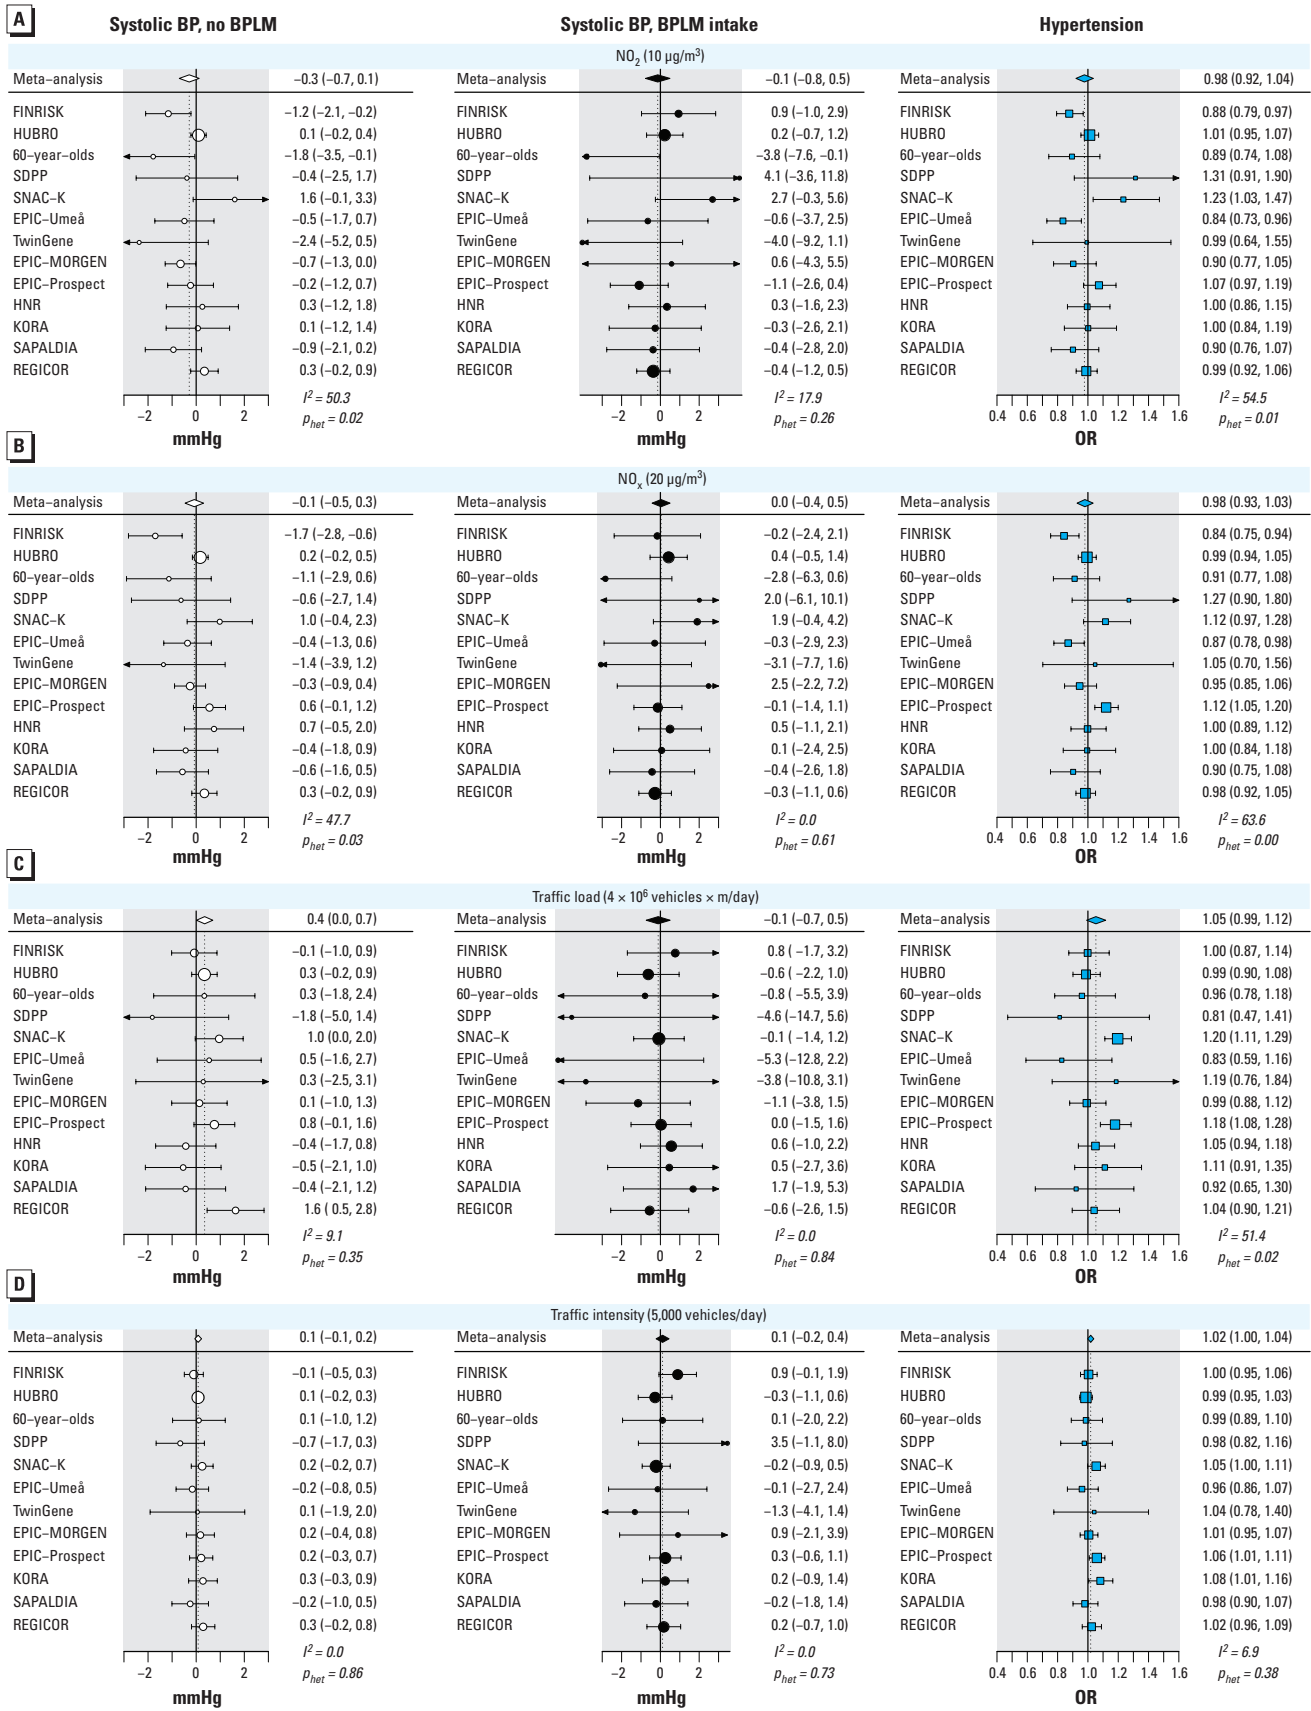 A
Systolic BP, no BPLM Systolic BP, BPLM intake Hypertension
NO2 (10 µg/m3)
Meta−analysis −0.3 (−0.7, 0.1) Meta−analysis −0.1 (−0.8, 0.5) Meta−analysis 0.98 (0.92, 1.04)
FINRISK −1.2 (−2.1, −0.2) FINRISK 0.9 (−1.0, 2.9) FINRISK 0.88 (0.79, 0.97)
HUBRO 0.1 (−0.2, 0.4) HUBRO 0.2 (−0.7, 1.2) HUBRO 1.01 (0.95, 1.07)
60−year−olds −1.8 (−3.5, −0.1) 60−year−olds −3.8 (−7.6, −0.1) 60−year−olds 0.89 (0.74, 1.08)
SDPP −0.4 (−2.5, 1.7) SDPP 4.1 (−3.6, 11.8) SDPP 1.31 (0.91, 1.90)
SNAC−K 1.6 (−0.1, 3.3) SNAC−K 2.7 (−0.3, 5.6) SNAC−K 1.23 (1.03, 1.47)
EPIC−Umeå −0.5 (−1.7, 0.7) EPIC−Umeå −0.6 (−3.7, 2.5) EPIC−Umeå 0.84 (0.73, 0.96)
TwinGene −2.4 (−5.2, 0.5) TwinGene −4.0 (−9.2, 1.1) TwinGene 0.99 (0.64, 1.55)
EPIC−MORGEN −0.7 (−1.3, 0.0) EPIC−MORGEN 0.6 (−4.3, 5.5) EPIC−MORGEN 0.90 (0.77, 1.05)
EPIC−Prospect −0.2 (−1.2, 0.7) EPIC−Prospect −1.1 (−2.6, 0.4) EPIC−Prospect 1.07 (0.97, 1.19)
HNR 0.3 (−1.2, 1.8) HNR 0.3 (−1.6, 2.3) HNR 1.00 (0.86, 1.15)
KORA 0.1 (−1.2, 1.4) KORA −0.3 (−2.6, 2.1) KORA 1.00 (0.84, 1.19)
SAPALDIA −0.9 (−2.1, 0.2) SAPALDIA −0.4 (−2.8, 2.0) SAPALDIA 0.90 (0.76, 1.07)
REGICOR 0.3 (−0.2, 0.9) REGICOR −0.4 (−1.2, 0.5) REGICOR 0.99 (0.92, 1.06)
I2 = 50.3 I2 = 17.9 I2 = 54.5
−2 0 2 phet = 0.02 −2 0 2 phet = 0.26 0.4 0.6 0.8 1.0 1.2 1.4 1.6 phet = 0.01
mmHg mmHg OR
B
NOx (20 µg/m3)
Meta−analysis −0.1 (−0.5, 0.3) Meta−analysis 0.0 (−0.4, 0.5) Meta−analysis 0.98 (0.93, 1.03)
FINRISK −1.7 (−2.8, −0.6) FINRISK −0.2 (−2.4, 2.1) FINRISK 0.84 (0.75, 0.94)
HUBRO 0.2 (−0.2, 0.5) HUBRO 0.4 (−0.5, 1.4) HUBRO 0.99 (0.94, 1.05)
60−year−olds −1.1 (−2.9, 0.6) 60−year−olds −2.8 (−6.3, 0.6) 60−year−olds 0.91 (0.77, 1.08)
SDPP −0.6 (−2.7, 1.4) SDPP 2.0 (−6.1, 10.1) SDPP 1.27 (0.90, 1.80)
SNAC−K 1.0 (−0.4, 2.3) SNAC−K 1.9 (−0.4, 4.2) SNAC−K 1.12 (0.97, 1.28)
EPIC−Umeå −0.4 (−1.3, 0.6) EPIC−Umeå −0.3 (−2.9, 2.3) EPIC−Umeå 0.87 (0.78, 0.98)
TwinGene −1.4 (−3.9, 1.2) TwinGene −3.1 (−7.7, 1.6) TwinGene 1.05 (0.70, 1.56)
EPIC−MORGEN −0.3 (−0.9, 0.4) EPIC−MORGEN 2.5 (−2.2, 7.2) EPIC−MORGEN 0.95 (0.85, 1.06)
EPIC−Prospect 0.6 (−0.1, 1.2) EPIC−Prospect −0.1 (−1.4, 1.1) EPIC−Prospect 1.12 (1.05, 1.20)
HNR 0.7 (−0.5, 2.0) HNR 0.5 (−1.1, 2.1) HNR 1.00 (0.89, 1.12)
KORA −0.4 (−1.8, 0.9) KORA 0.1 (−2.4, 2.5) KORA 1.00 (0.84, 1.18)
SAPALDIA −0.6 (−1.6, 0.5) SAPALDIA −0.4 (−2.6, 1.8) SAPALDIA 0.90 (0.75, 1.08)
REGICOR 0.3 (−0.2, 0.9) REGICOR −0.3 (−1.1, 0.6) REGICOR 0.98 (0.92, 1.05)
I2 = 47.7 I2 = 0.0 I2 = 63.6
−2 0 2 phet = 0.03 −2 0 2 phet = 0.61 0.4 0.6 0.8 1.0 1.2 1.4 1.6 phet = 0.00
mmHg mmHg OR
C
Traffic load (4 × 106 vehicles × m/day)
Meta−analysis 0.4 (0.0, 0.7) Meta−analysis −0.1 (−0.7, 0.5) Meta−analysis 1.05 (0.99, 1.12)
FINRISK −0.1 (−1.0, 0.9) FINRISK 0.8 ( −1.7, 3.2) FINRISK 1.00 (0.87, 1.14)
HUBRO 0.3 (−0.2, 0.9) HUBRO −0.6 ( −2.2, 1.0) HUBRO 0.99 (0.90, 1.08)
60−year−olds 0.3 (−1.8, 2.4) 60−year−olds −0.8 ( −5.5, 3.9) 60−year−olds 0.96 (0.78, 1.18)
SDPP −1.8 (−5.0, 1.4) SDPP −4.6 (−14.7, 5.6) SDPP 0.81 (0.47, 1.41)
SNAC−K 1.0 (0.0, 2.0) SNAC−K −0.1 ( −1.4, 1.2) SNAC−K 1.20 (1.11, 1.29)
EPIC−Umeå 0.5 (−1.6, 2.7) EPIC−Umeå −5.3 (−12.8, 2.2) EPIC−Umeå 0.83 (0.59, 1.16)
TwinGene 0.3 (−2.5, 3.1) TwinGene −3.8 (−10.8, 3.1) TwinGene 1.19 (0.76, 1.84)
EPIC−MORGEN 0.1 (−1.0, 1.3) EPIC−MORGEN −1.1 (−3.8, 1.5) EPIC−MORGEN 0.99 (0.88, 1.12)
EPIC−Prospect 0.8 (−0.1, 1.6) EPIC−Prospect 0.0 (−1.5, 1.6) EPIC−Prospect 1.18 (1.08, 1.28)
HNR −0.4 (−1.7, 0.8) HNR 0.6 (−1.0, 2.2) HNR 1.05 (0.94, 1.18)
KORA −0.5 (−2.1, 1.0) KORA 0.5 (−2.7, 3.6) KORA 1.11 (0.91, 1.35)
SAPALDIA −0.4 (−2.1, 1.2) SAPALDIA 1.7 (−1.9, 5.3) SAPALDIA 0.92 (0.65, 1.30)
REGICOR 1.6 ( 0.5, 2.8) REGICOR −0.6 (−2.6, 1.5) REGICOR 1.04 (0.90, 1.21)
I2 = 9.1 I2 = 0.0 I2 = 51.4
−2 0 2 phet = 0.35 −2 0 2 phet = 0.84 0.4 0.6 0.8 1.0 1.2 1.4 1.6 phet = 0.02
mmHg mmHg OR
D
Traffic intensity (5,000 vehicles/day)
Meta−analysis 0.1 (−0.1, 0.2) Meta−analysis 0.1 (−0.2, 0.4) Meta−analysis 1.02 (1.00, 1.04)
FINRISK −0.1 (−0.5, 0.3) FINRISK 0.9 (−0.1, 1.9) FINRISK 1.00 (0.95, 1.06)
HUBRO 0.1 (−0.2, 0.3) HUBRO −0.3 (−1.1, 0.6) HUBRO 0.99 (0.95, 1.03)
60−year−olds 0.1 (−1.0, 1.2) 60−year−olds 0.1 (−2.0, 2.2) 60−year−olds 0.99 (0.89, 1.10)
SDPP −0.7 (−1.7, 0.3) SDPP 3.5 (−1.1, 8.0) SDPP 0.98 (0.82, 1.16)
SNAC−K 0.2 (−0.2, 0.7) SNAC−K −0.2 (−0.9, 0.5) SNAC−K 1.05 (1.00, 1.11)
EPIC−Umeå −0.2 (−0.8, 0.5) EPIC−Umeå −0.1 (−2.7, 2.4) EPIC−Umeå 0.96 (0.86, 1.07)
TwinGene 0.1 (−1.9, 2.0) TwinGene −1.3 (−4.1, 1.4) TwinGene 1.04 (0.78, 1.40)
EPIC−MORGEN 0.2 (−0.4, 0.8) EPIC−MORGEN 0.9 (−2.1, 3.9) EPIC−MORGEN 1.01 (0.95, 1.07)
EPIC−Prospect 0.2 (−0.3, 0.7) EPIC−Prospect 0.3 (−0.6, 1.1) EPIC−Prospect 1.06 (1.01, 1.11)
KORA 0.3 (−0.3, 0.9) KORA 0.2 (−0.9, 1.4) KORA 1.08 (1.01, 1.16)
SAPALDIA −0.2 (−1.0, 0.5) SAPALDIA −0.2 (−1.8, 1.4) SAPALDIA 0.98 (0.90, 1.07)
REGICOR 0.3 (−0.2, 0.8) REGICOR 0.2 (−0.7, 1.0) REGICOR 1.02 (0.96, 1.09)
I2 = 0.0 I2 = 0.0 I2 = 6.9
−2 0 2 phet = 0.86 −2 0 2 phet = 0.73 0.4 0.6 0.8 1.0 1.2 1.4 1.6 phet = 0.38
mmHg mmHg OR